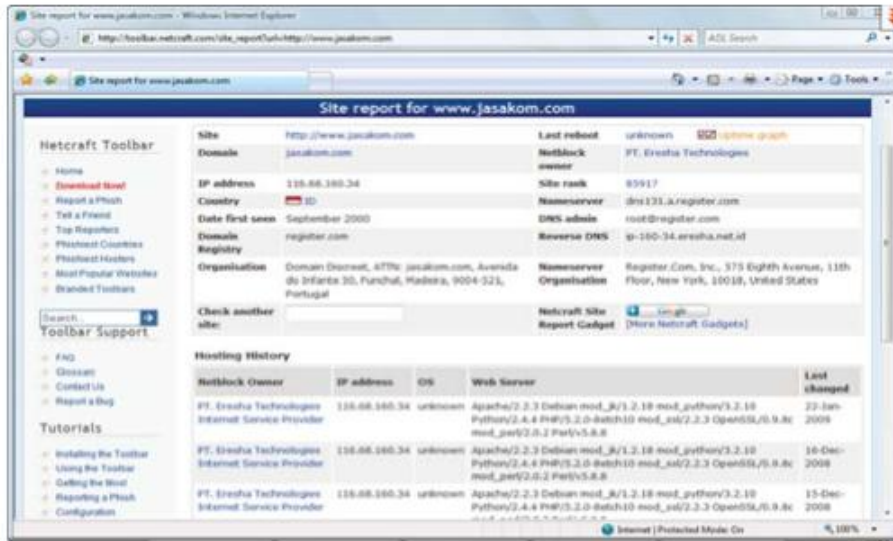 Site report for www.jasakom.com - Windows Internet Explorer
http://toolbar.netcraft.com/site_report?url=http://www.jasakom.com
AOL Search
Site report for www.jasakom.com
Page
Tools
Site report for www.jasakom.com
Netcraft Toolbar
Home
Download Now!
Report a Phish
Tell a Friend
Top Reporters
Phishiest Countries
Phishiest Hosters
Most Popular Websites
Branded Toolbars
Search...
Toolbar Support
FAQ
Glossary
Contact Us
Report a Bug
Tutorials
Installing the Toolbar
Using the Toolbar
Getting the Most
Reporting a Phish
Configuration
Site http://www.jasakom.com Last reboot unknown Uptime graph
Domain jasakom.com Netblock PT. Eresha Technologies
owner
IP address 116.68.160.34 Site rank 85917
Country ID Nameserver dns131.a.register.com
Date first seen September 2000 DNS admin root@register.com
Domain register.com Reverse DNS ip-160-34.eresha.net.id
Registry
Organisation Domain Discreet, ATTN: jasakom.com, Avenida Nameserver Register.Com, Inc., 575 Eighth Avenue, 11th
do Infante 50, Funchal, Madeira, 9004-521, Organisation Floor, New York, 10018, United States
Portugal
Check another Netcraft Site Google
site: Report Gadget [More Netcraft Gadgets]
Hosting History
Netblock Owner IP address OS Web Server Last
changed
PT. Eresha Technologies 116.68.160.34 unknown Apache/2.2.3 Debian mod_jk/1.2.18 mod_python/3.2.10 22-Jan-
Internet Service Provider Python/2.4.4 PHP/5.2.0-8etch10 mod_ssl/2.2.3 OpenSSL/0.9.8c 2009
mod_perl/2.0.2 Perl/v5.8.8
PT. Eresha Technologies 116.68.160.34 unknown Apache/2.2.3 Debian mod_jk/1.2.18 mod_python/3.2.10 16-Dec-
Internet Service Provider Python/2.4.4 PHP/5.2.0-8etch10 mod_ssl/2.2.3 OpenSSL/0.9.8c 2008
mod_perl/2.0.2 Perl/v5.8.8
PT. Eresha Technologies 116.68.160.34 unknown Apache/2.2.3 Debian mod_jk/1.2.18 mod_python/3.2.10 15-Dec-
Internet Service Provider Python/2.4.4 PHP/5.2.0-8etch10 mod_ssl/2.2.3 OpenSSL/0.9.8c 2008
Internet | Protected Mode: On 100%